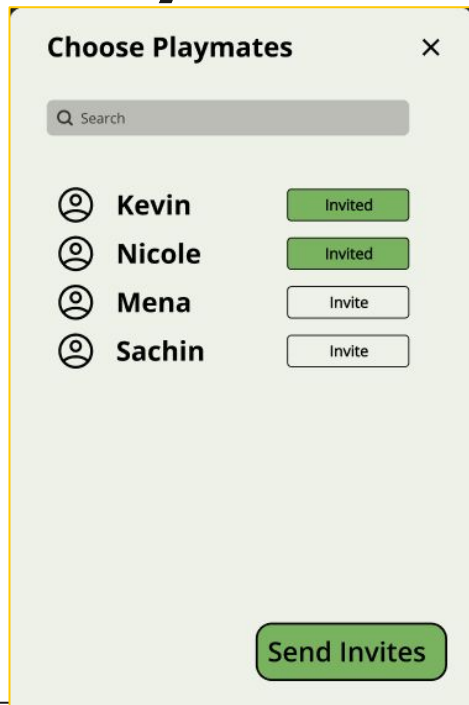 Choose Playmates ×
Search
Kevin Invited
Nicole Invited
Mena Invite
Sachin Invite
Send Invites